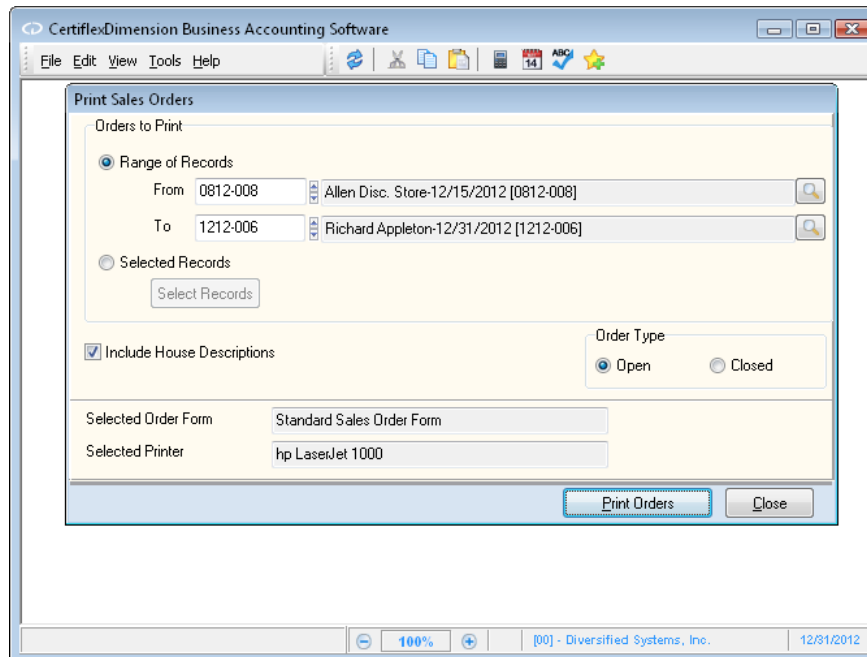 CertiflexDimension Business Accounting Software
File Edit View Tools Help
14 ABC
Print Sales Orders
Orders to Print
Range of Records
From 0812-008 Allen Disc. Store-12/15/2012 [0812-008]
To 1212-006 Richard Appleton-12/31/2012 [1212-006]
Selected Records
Select Records
Include House Descriptions
Order Type
Open Closed
Selected Order Form Standard Sales Order Form
Selected Printer hp LaserJet 1000
Print Orders Close
100% [00] - Diversified Systems, Inc. 12/31/2012